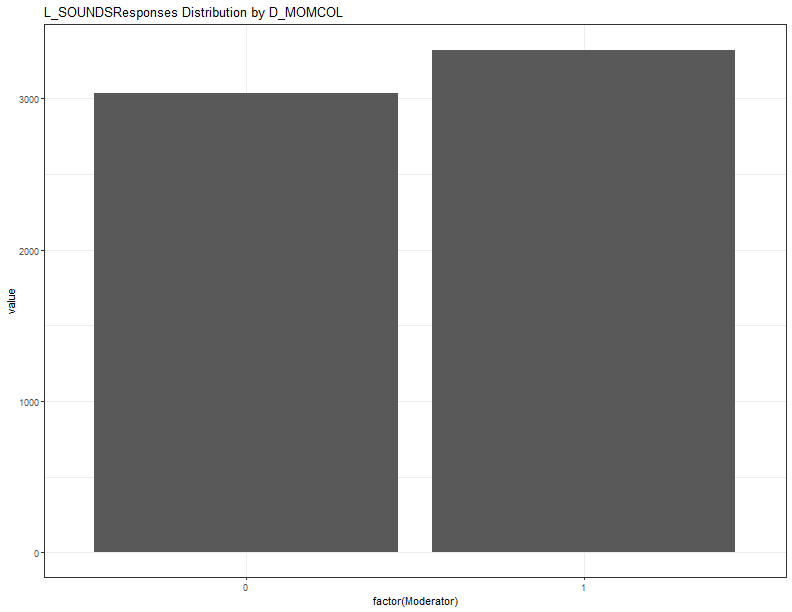 L_SOUNDSResponses Distribution by D_MOMCOL
3000
2000
1000
0
value
0 1
factor(Moderator)